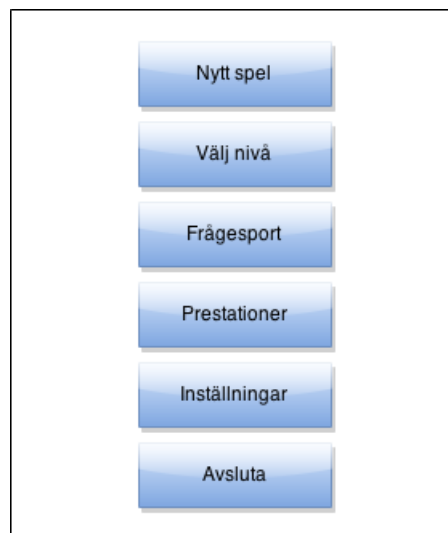 Nytt spel
Välj nivå
Frågesport
Prestationer
Inställningar
Avsluta